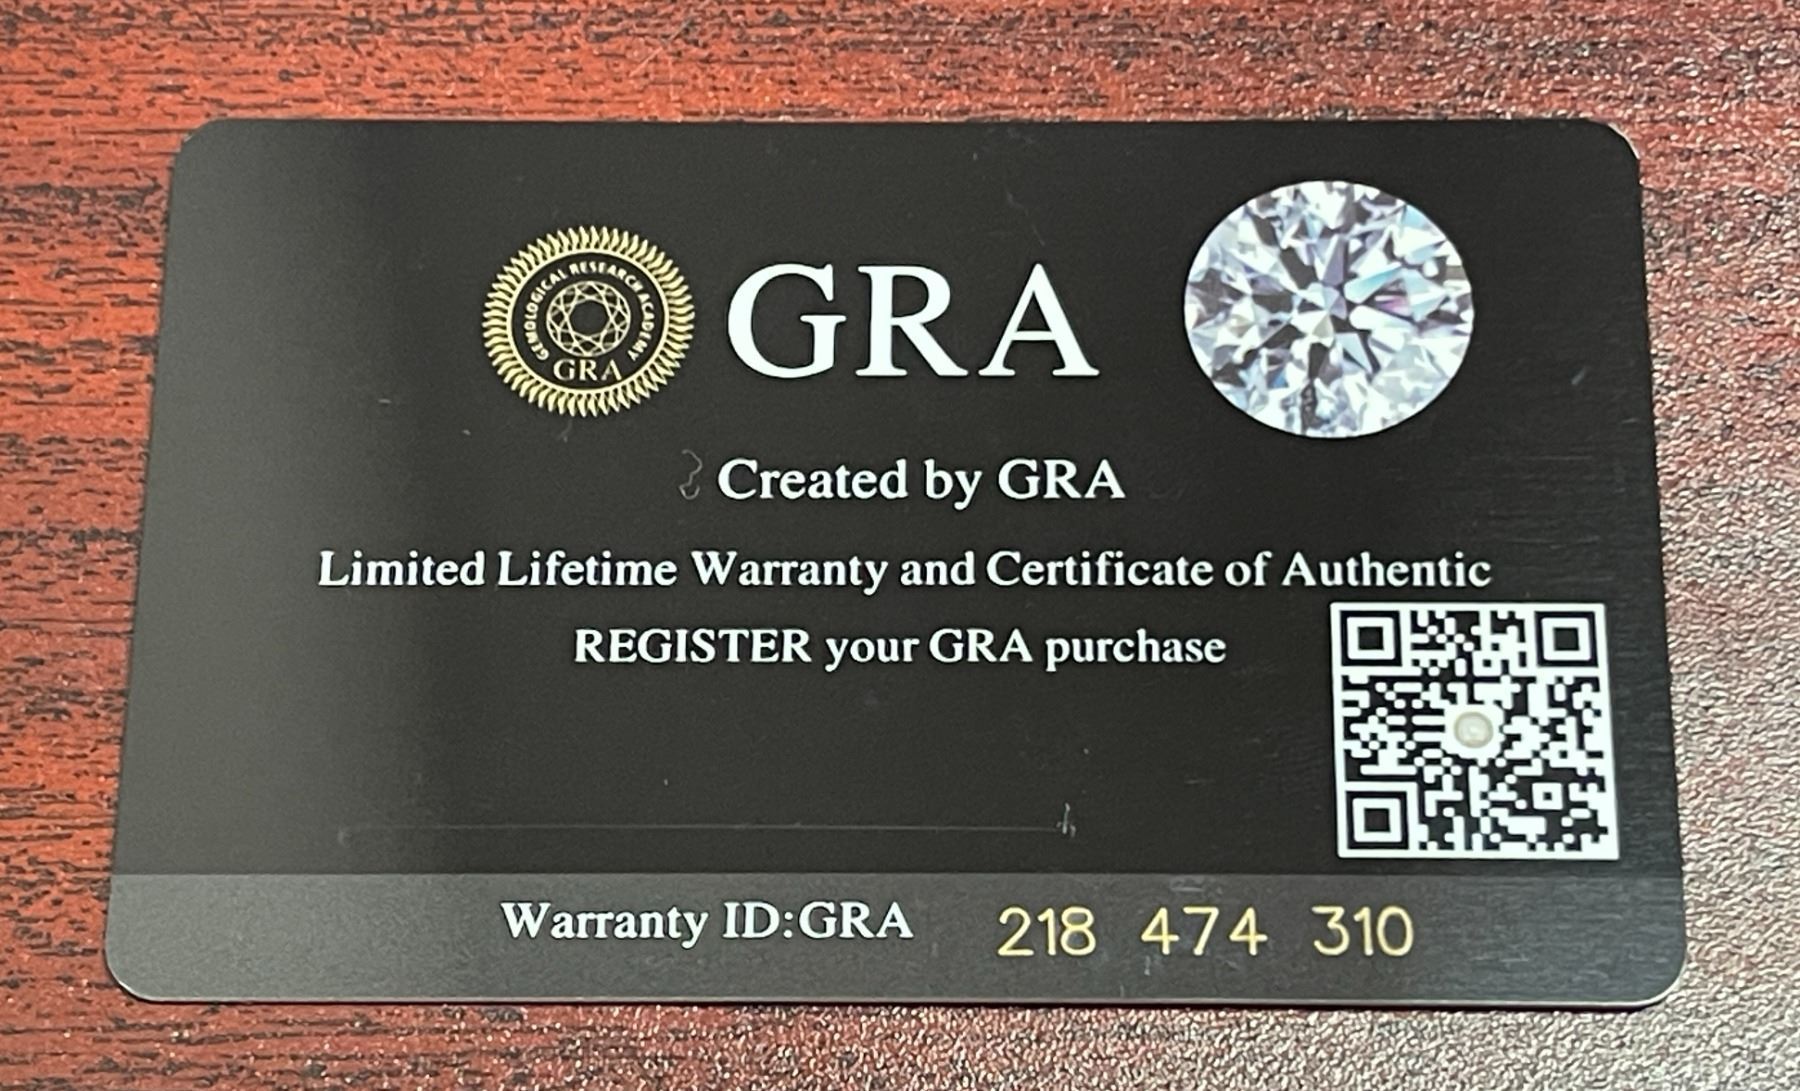 GEMOLOGICAL RESEARCH ACADEMY
GRA
GRA
Created by GRA
Limited Lifetime Warranty and Certificate of Authentic
REGISTER your GRA purchase
Warranty ID:GRA 218 474 310